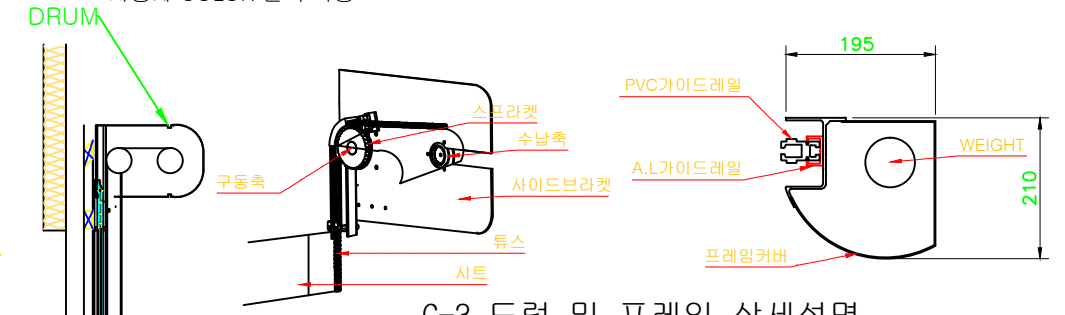 COLOR
DRUM
195
PVC가이드레일
스프라켓
수납축
WEIGHT
A.L가이드레일
구동축
사이드브라켓
210
튜스
프레임커버
시트